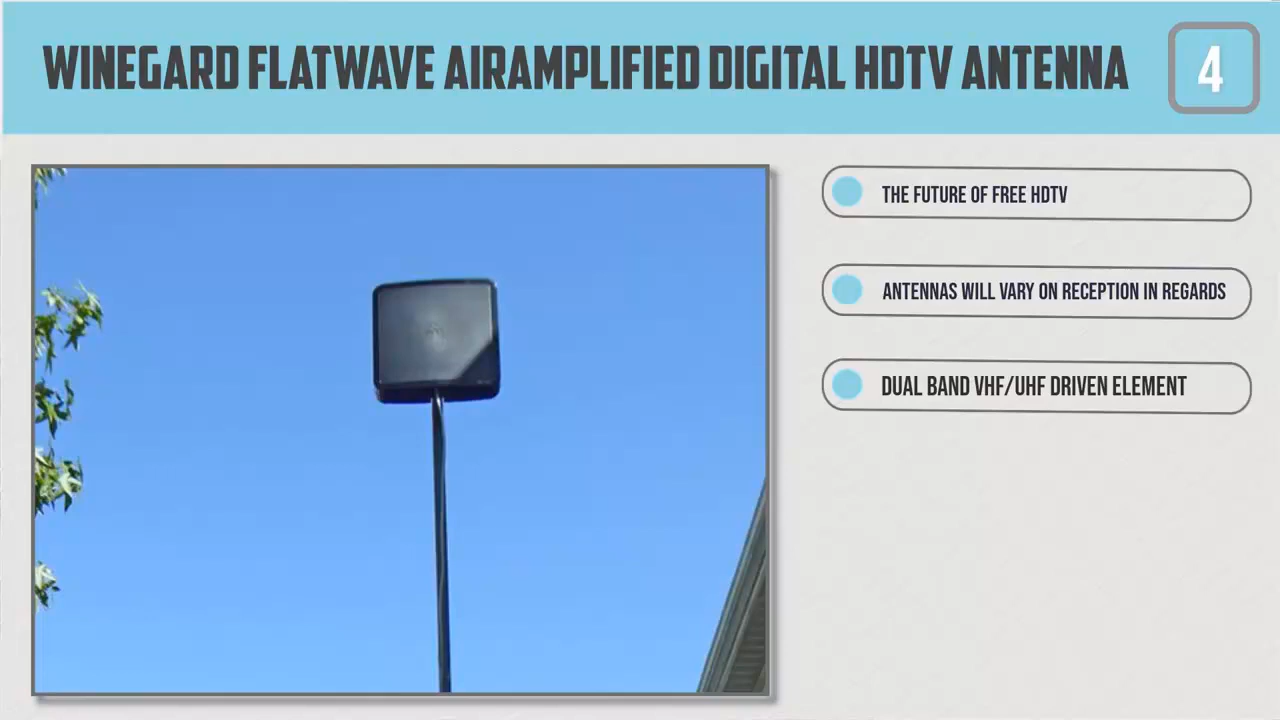 WINEGARD FLATWAVE AIRAMPLIFIED DIGITAL HDTV ANTENNA
4
THE FUTURE OF FREE HDTV
ANTENNAS WILL VARY ON RECEPTION IN REGARDS
DUAL BAND VHF/UHF DRIVEN ELEMENT